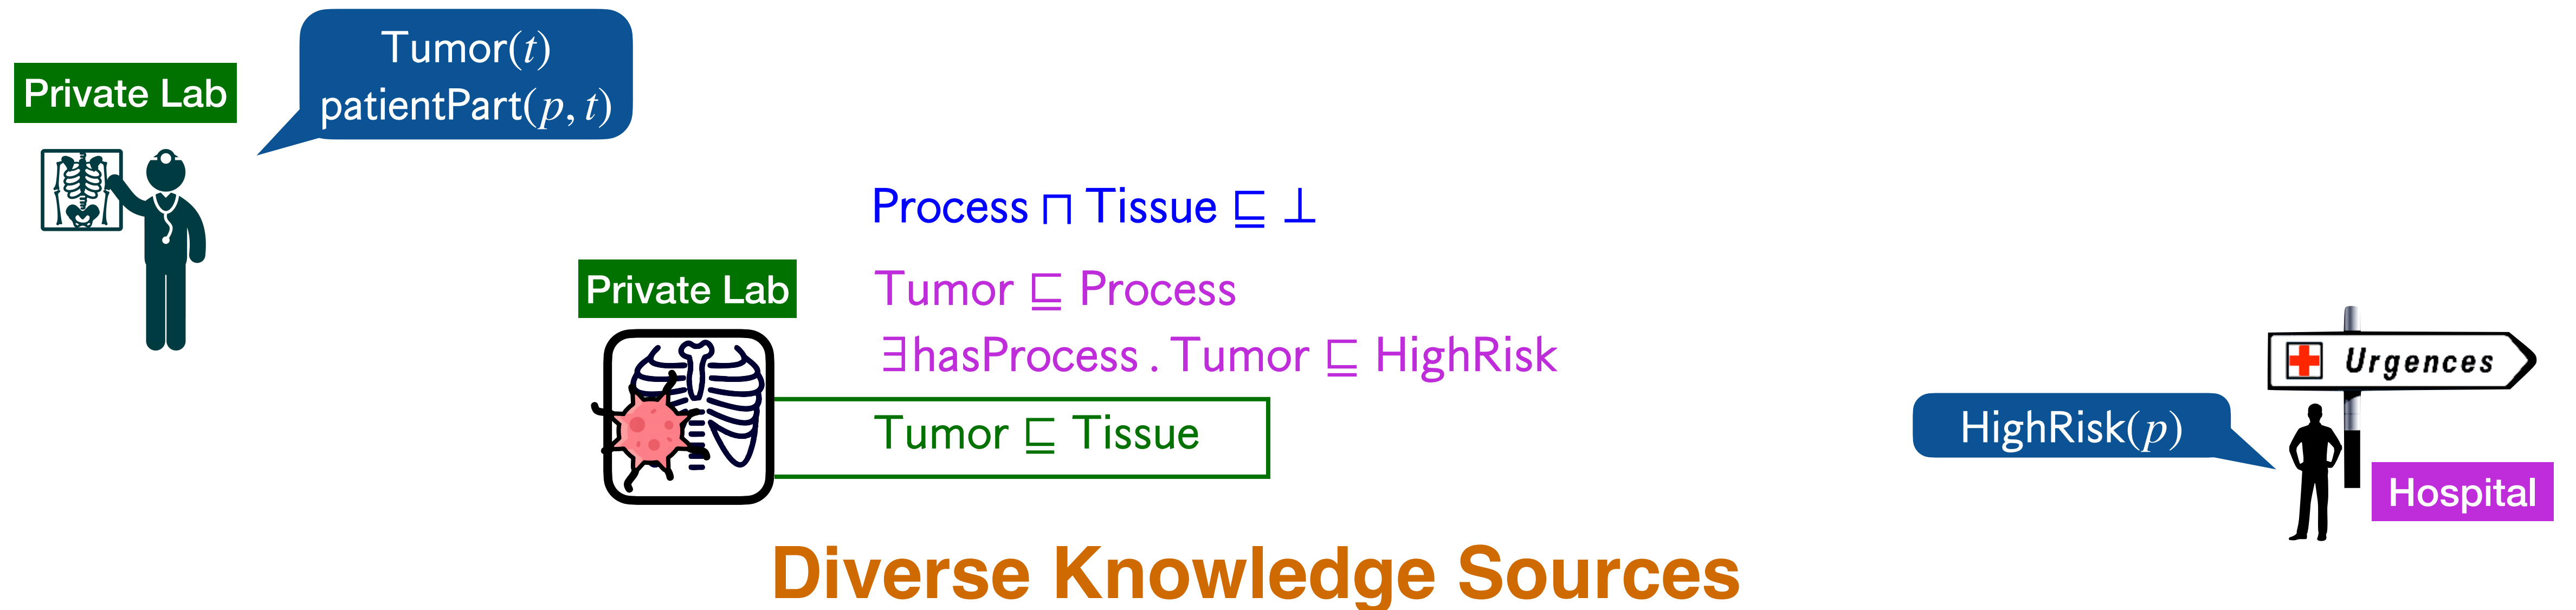 Private Lab
Tumor(t)
patientPart(p, t)
Process ⊓ Tissue ⊑ ⊥
Private Lab
Tumor ⊑ Process
∃hasProcess . Tumor ⊑ HighRisk
Tumor ⊑ Tissue
Urgences
HighRisk(p)
Hospital
Diverse Knowledge Sources